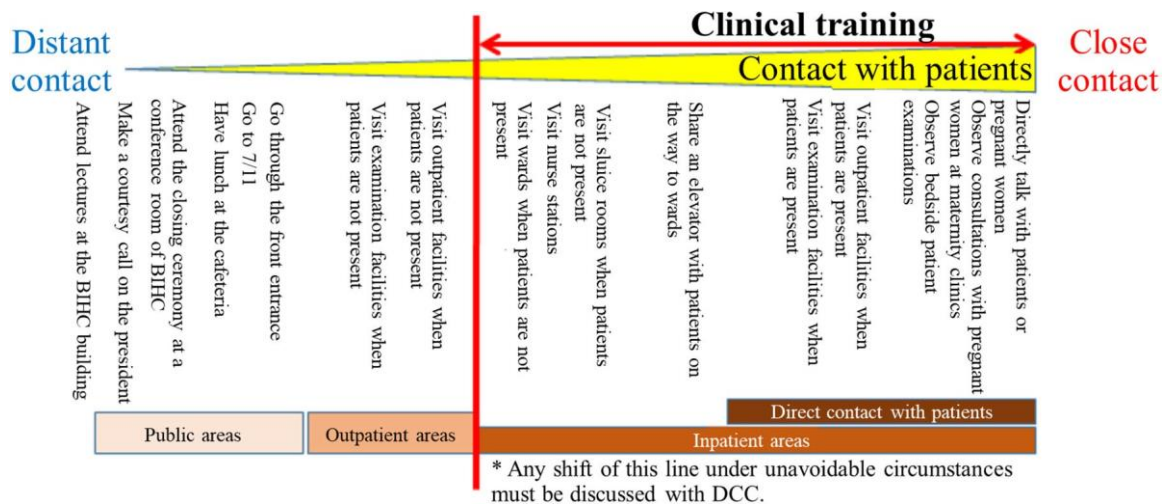 Clinical training
Distant
contact
Close
contact
Contact with patients
Attend lectures at the BIHC building
Make a courtesy call on the president
Attend the closing ceremony at a
conference room of BIHC
Have lunch at the cafeteria
Go to 7/11
Go through the front entrance
Visit examination facilities when
patients are not present
Visit outpatient facilities when
patients are not present
Visit wards when patients are not
present
Visit nurse stations
Visit sluice rooms when patients
are not present
Share an elevator with patients on
the way to wards
Visit examination facilities when
patients are present
Visit outpatient facilities when
patients are present
Observe bedside patient
examinations
Observe consultations with pregnant
women at maternity clinics
Directly talk with patients or
pregnant women
Direct contact with patients
Public areas
Outpatient areas
Inpatient areas
* Any shift of this line under unavoidable circumstances
must be discussed with DCC.